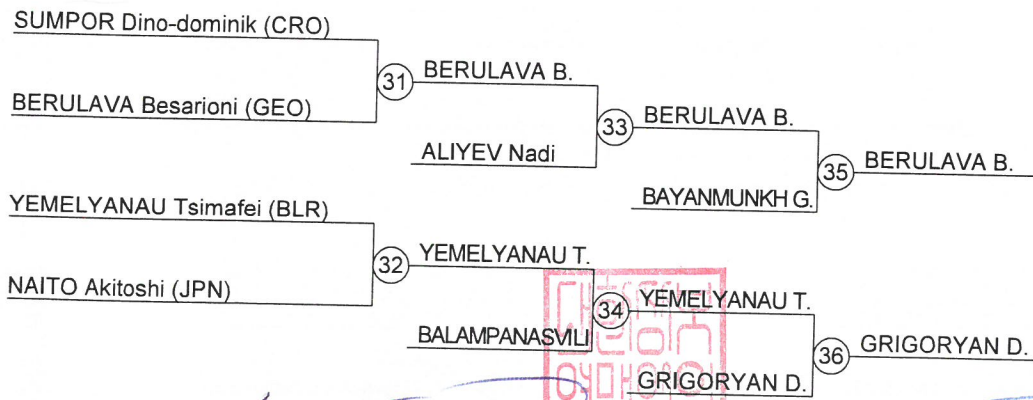 SUMPOR Dino-dominik (CRO)
31 BERULAVA B.
BERULAVA Besarioni (GEO)
33 BERULAVA B.
ALIYEV Nadi
35 BERULAVA B.
BAYANMUNKH G.
YEMELYANAU Tsimafei (BLR)
32 YEMELYANAU T.
NAITO Akitoshi (JPN)
34 YEMELYANAU T.
BALAMPANASVILI
36 GRIGORYAN D.
GRIGORYAN D.